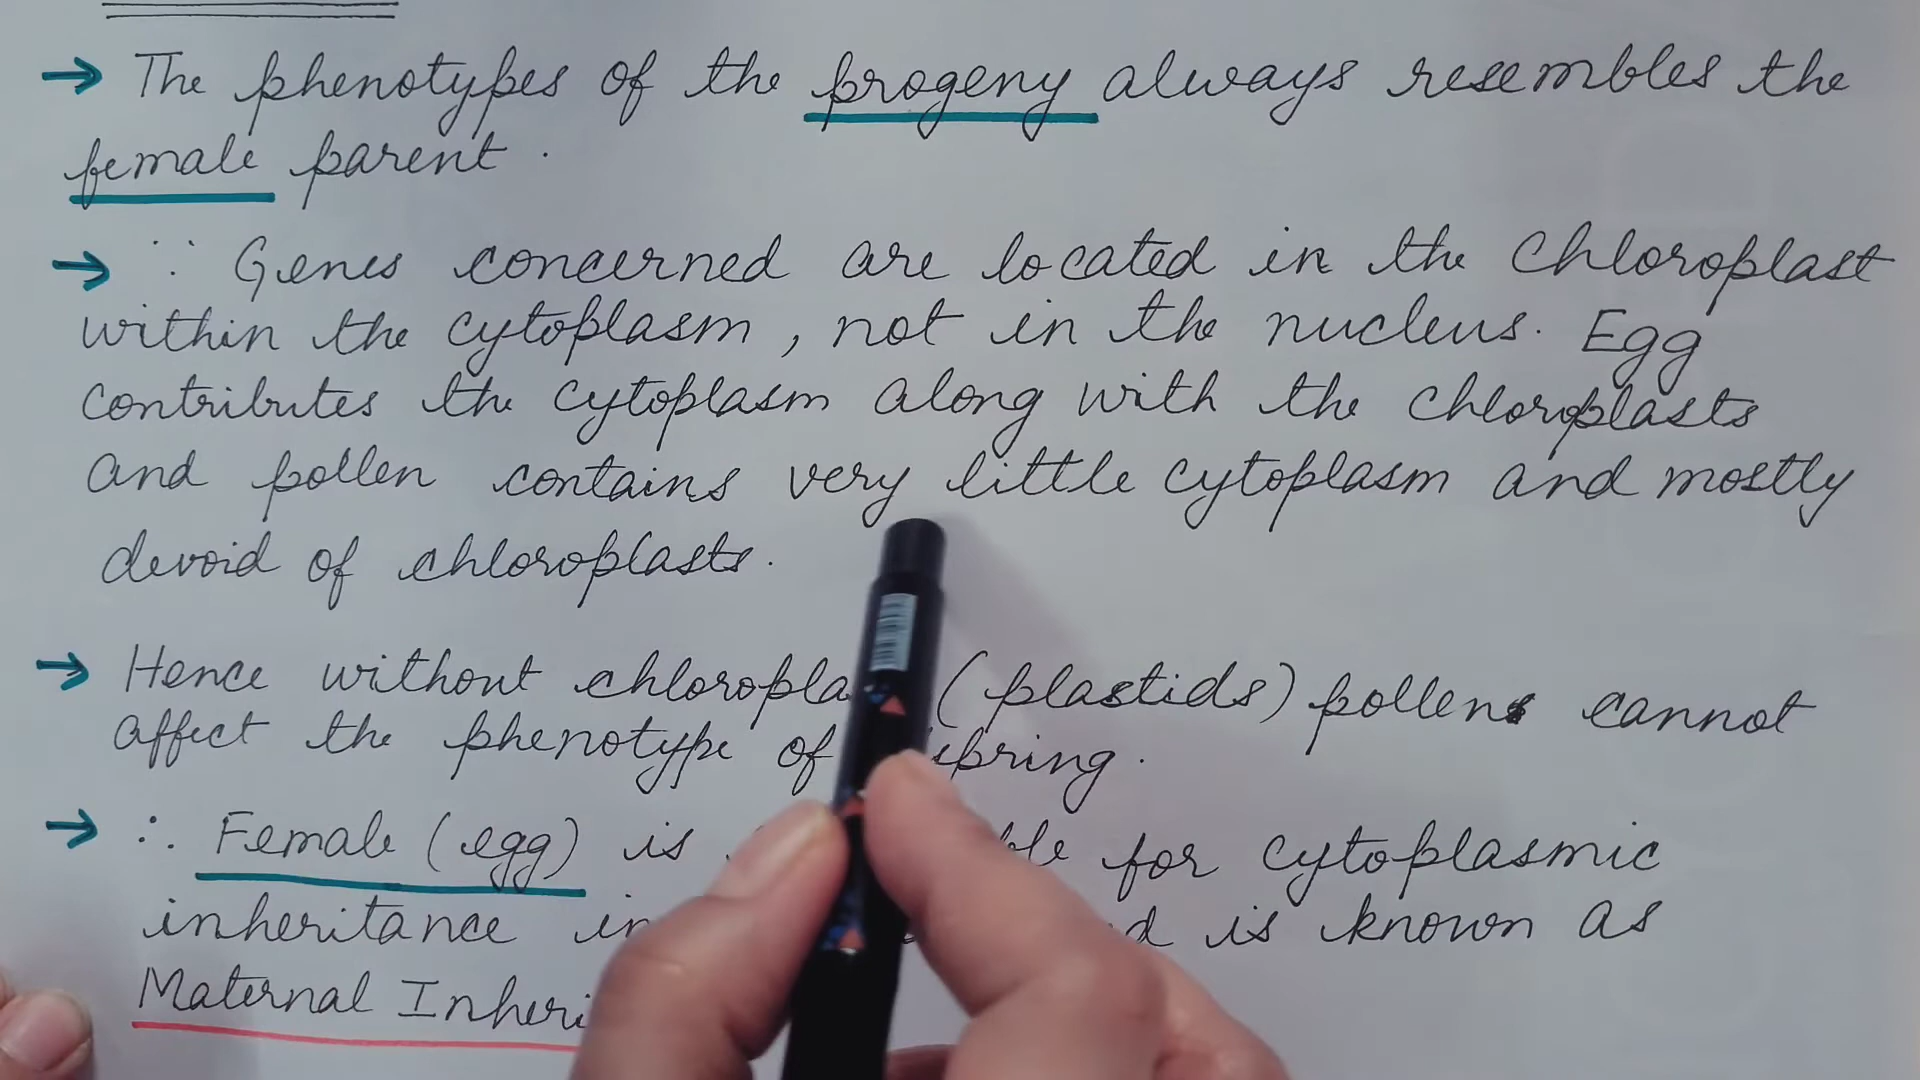 → The phenotypes of the progeny always resembles the
female parent.
→ ∵ Genes concerned are located in the chloroplast
within the cytoplasm, not in the nucleus. Egg
contributes the cytoplasm along with the chloroplasts
and pollen contains very little cytoplasm and mostly
devoid of chloroplasts.
→ Hence without (plastids) pollens cannot
affect the phenotype of
→ ∴ Female (egg) is for cytoplasmic
inheritance is known as
Maternal